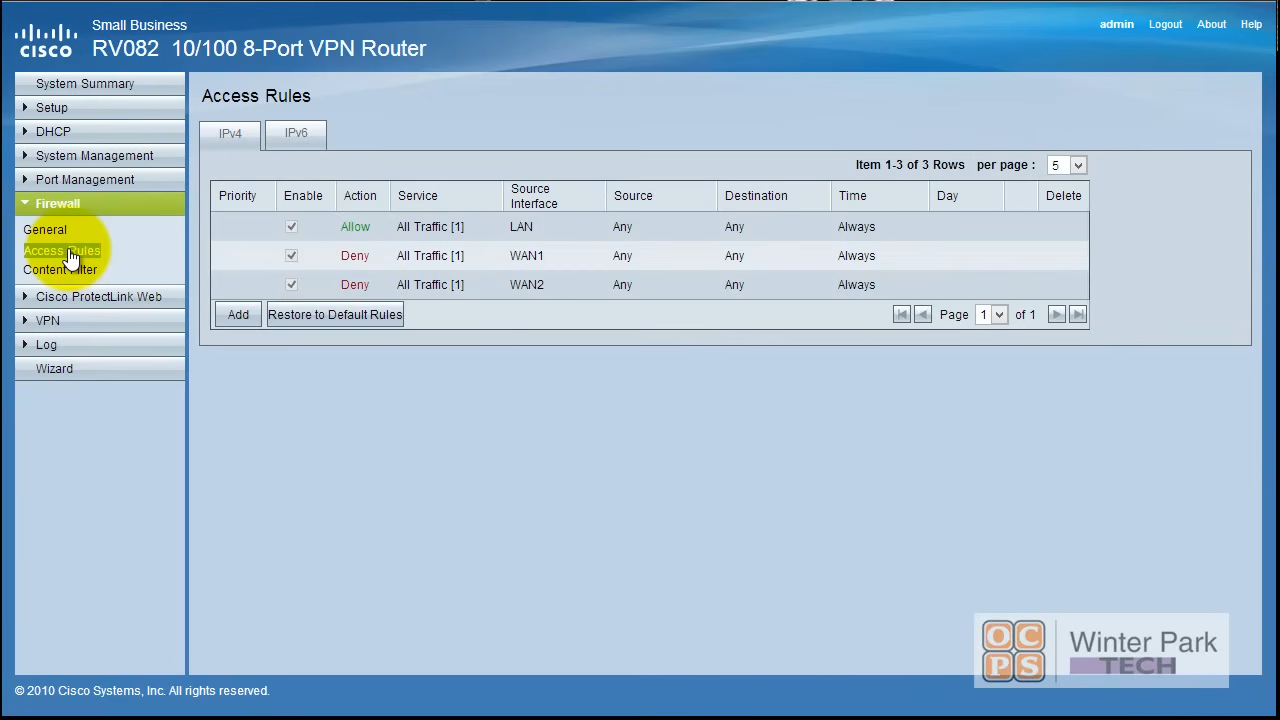 Small Business
cisco RV082 10/100 8-Port VPN Router
admin Logout About Help
System Summary
Setup
DHCP
System Management
Port Management
Firewall
General
Access Rules
Content Filter
Cisco ProtectLink Web
VPN
Log
Wizard
Access Rules
IPv4 IPv6
Item 1-3 of 3 Rows per page : 5
Priority Enable Action Service Source Interface Source Destination Time Day Delete
Allow All Traffic [1] LAN Any Any Always
Deny All Traffic [1] WAN1 Any Any Always
Deny All Traffic [1] WAN2 Any Any Always
Add Restore to Default Rules Page 1 of 1
OCPS Winter Park
TECH
© 2010 Cisco Systems, Inc. All rights reserved.